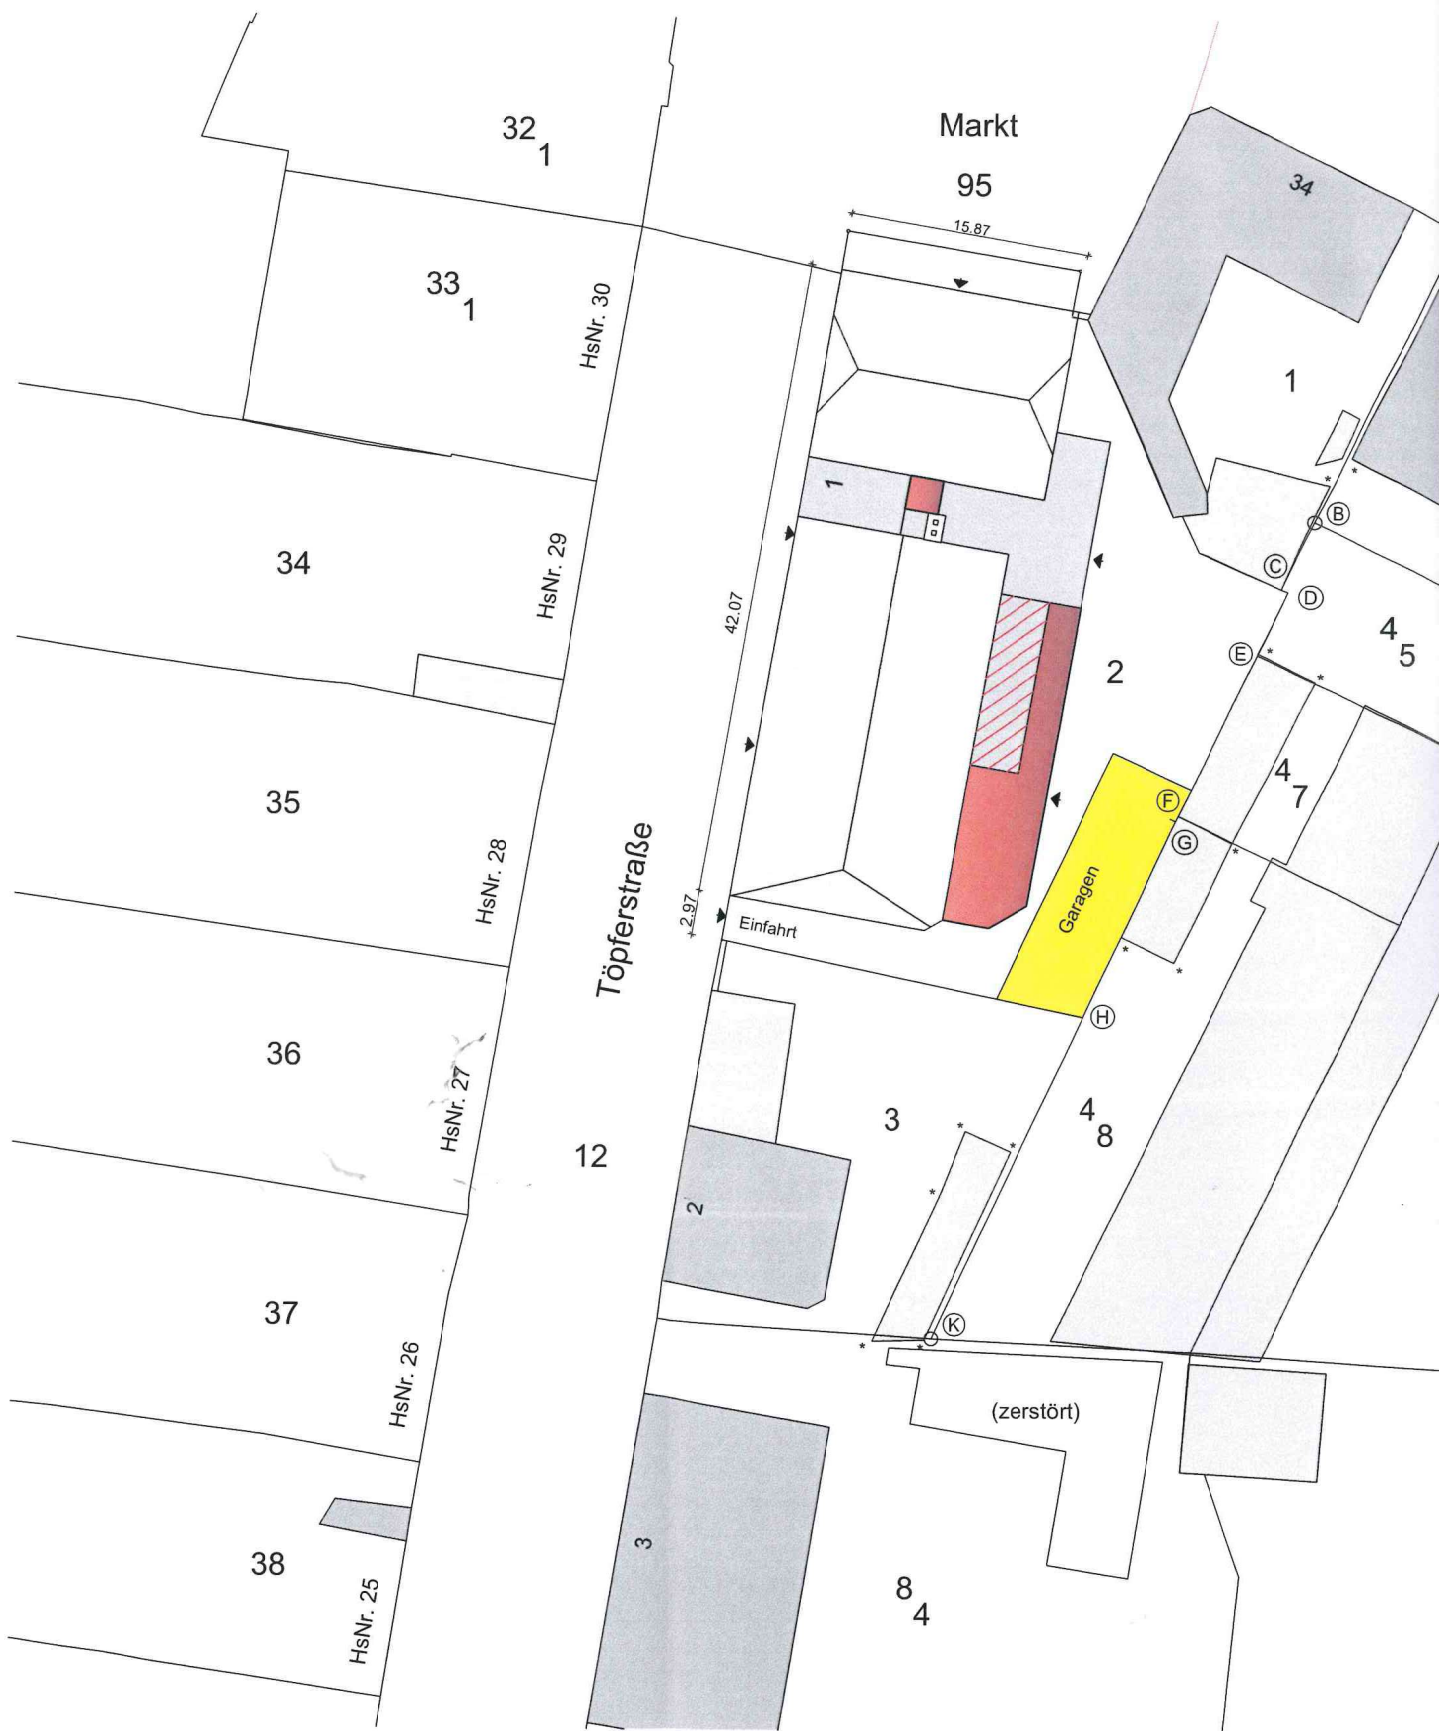 Markt
95
15.87
34
32
1
33
1
HsNr. 30
1
1
B
C
D
34
HsNr. 29
42.07
2
E
4
5
35
HsNr. 28
Töpferstraße
2.97
Einfahrt
Garagen
F
G
4
7
H
36
HsNr. 27
12
3
4
8
2
37
HsNr. 26
K
(zerstört)
38
HsNr. 25
3
8
4